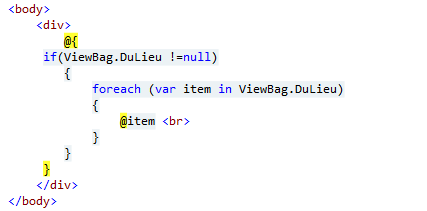 <body>
<div>
@{
if(ViewBag.DuLieu !=null)
{
foreach (var item in ViewBag.DuLieu)
{
@item <br>
}
}
}
</div>
</body>